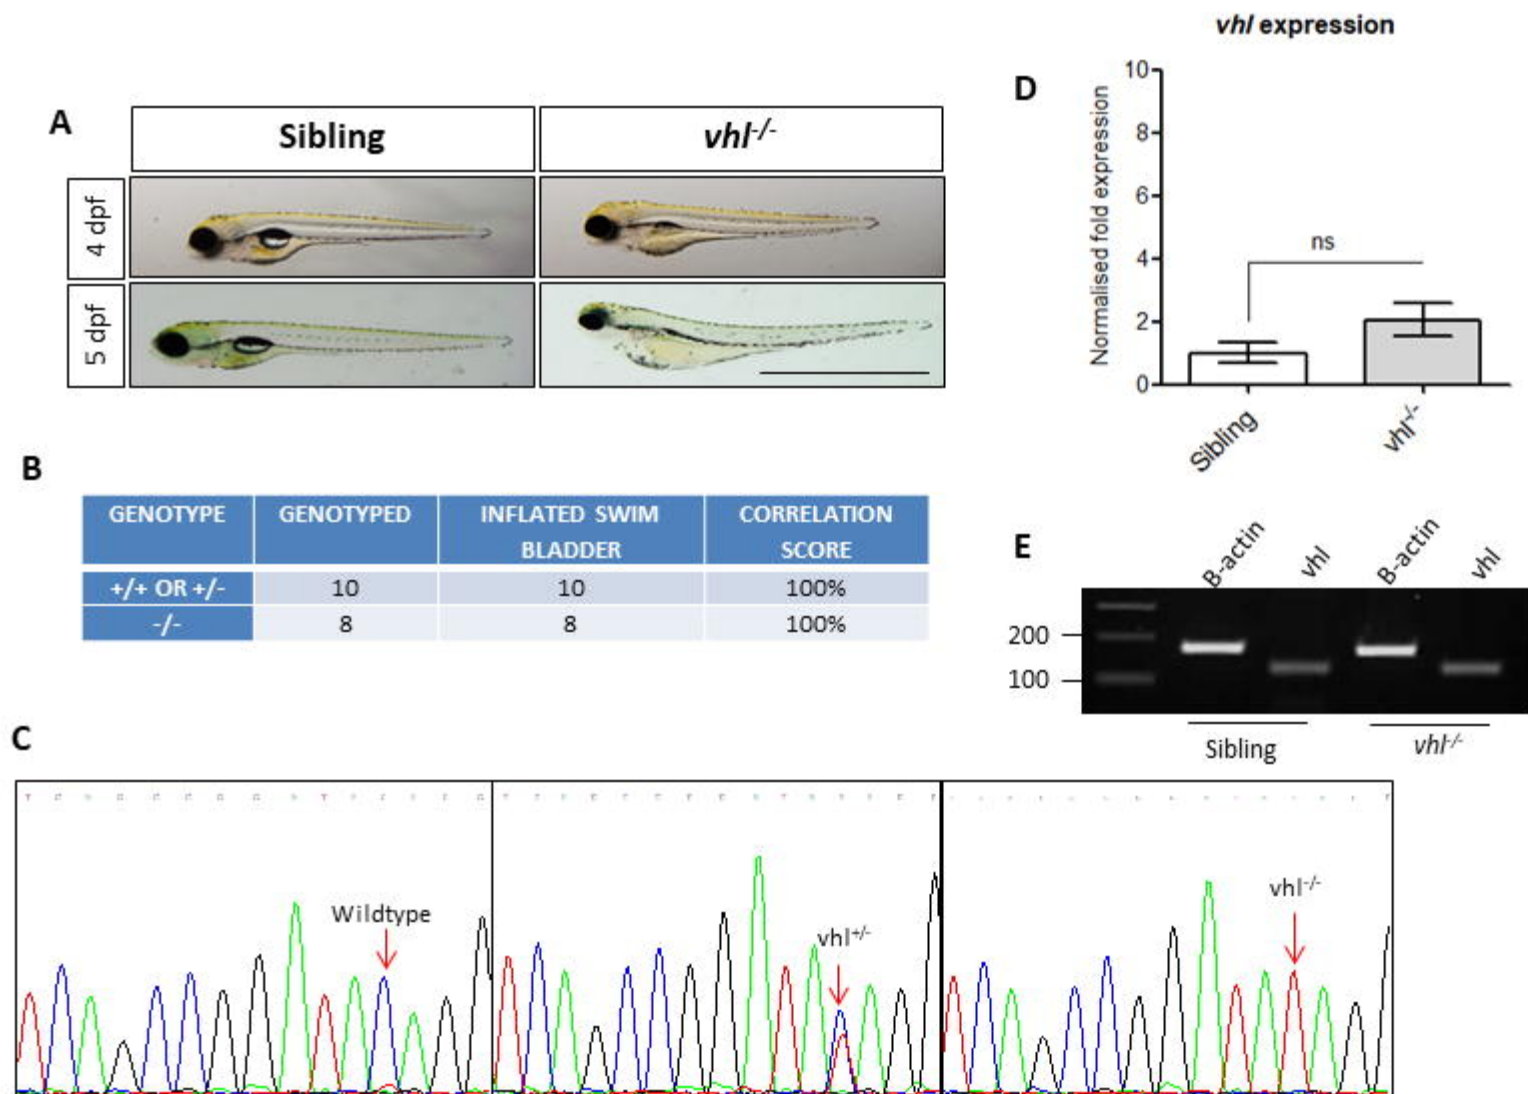 vhl expression
D
10
8
6
4
2
0
Normalised fold expression
ns
Sibling
vhl-/-
A
Sibling
vhl-/-
4 dpf
5 dpf
B
GENOTYPE GENOTYPED INFLATED SWIM BLADDER CORRELATION SCORE
+/+ OR +/- 10 10 100%
-/- 8 8 100%
E
B-actin vhl B-actin vhl
200
100
Sibling vhl-/-
C
Wildtype
vhl+/-
vhl-/-